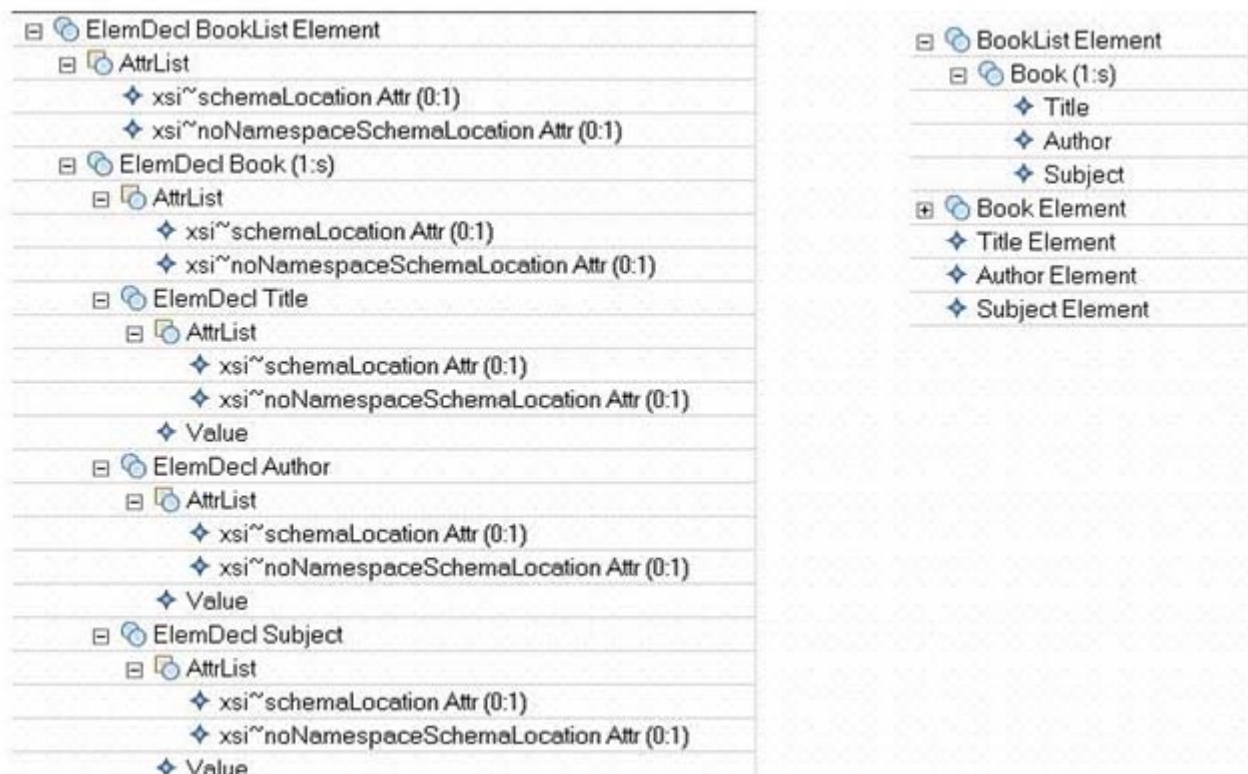 ElemDecl BookList Element
AttrList
xsi~schemaLocation Attr (0:1)
xsi~noNamespaceSchemaLocation Attr (0:1)
ElemDecl Book (1:s)
AttrList
xsi~schemaLocation Attr (0:1)
xsi~noNamespaceSchemaLocation Attr (0:1)
ElemDecl Title
AttrList
xsi~schemaLocation Attr (0:1)
xsi~noNamespaceSchemaLocation Attr (0:1)
Value
ElemDecl Author
AttrList
xsi~schemaLocation Attr (0:1)
xsi~noNamespaceSchemaLocation Attr (0:1)
Value
ElemDecl Subject
AttrList
xsi~schemaLocation Attr (0:1)
xsi~noNamespaceSchemaLocation Attr (0:1)
Value
BookList Element
Book (1:s)
Title
Author
Subject
Book Element
Title Element
Author Element
Subject Element